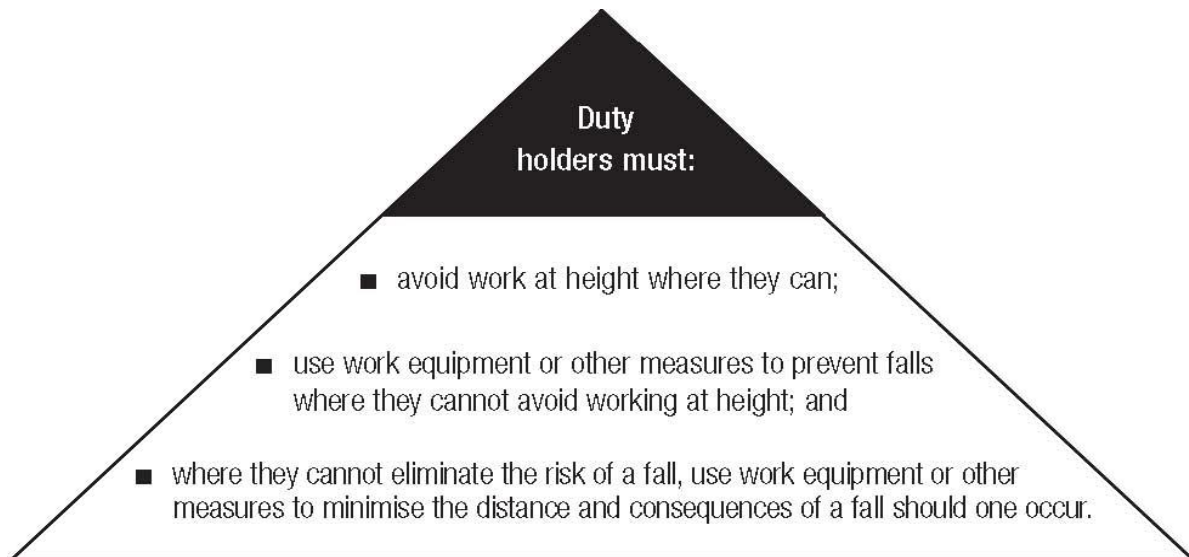 Duty
holders must:
■ avoid work at height where they can;
■ use work equipment or other measures to prevent falls
where they cannot avoid working at height; and
■ where they cannot eliminate the risk of a fall, use work equipment or other
measures to minimise the distance and consequences of a fall should one occur.